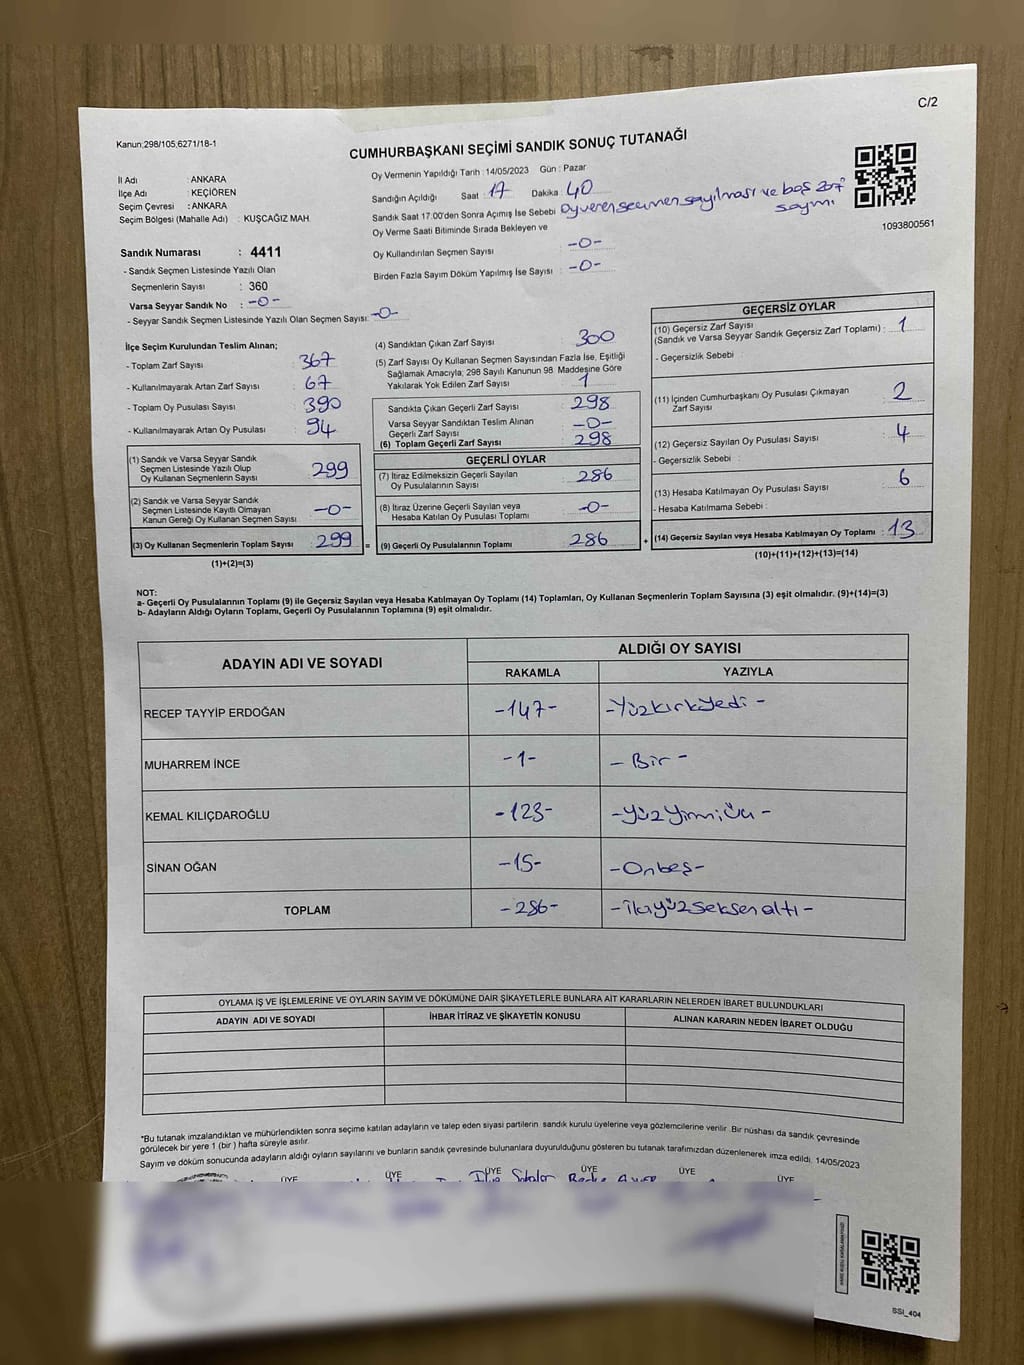 C/2
Kanun;298/105,6271/18-1
CUMHURBAŞKANI SEÇİMİ SANDIK SONUÇ TUTANAĞI
İl Adı : ANKARA
İlçe Adı : KEÇİÖREN
Seçim Çevresi : ANKARA
Seçim Bölgesi (Mahalle Adı) : KUŞCAĞIZ MAH.
Oy Vermenin Yapıldığı Tarih : 14/05/2023 Gün : Pazar
Sandığın Açıldığı Saat : 17 Dakika : 40
Sandık Saat 17.00'den Sonra Açımış İse Sebebi : Oy veren seçmen sayılması ve boş zarf
sayımı
Oy Verme Saati Bitiminde Sırada Bekleyen ve
Oy Kullandırılan Seçmen Sayısı : -0-
Birden Fazla Sayım Döküm Yapılmış İse Sayısı : -0-
1093800561
Sandık Numarası : 4411
- Sandık Seçmen Listesinde Yazılı Olan
Seçmenlerin Sayısı : 360
Varsa Seyyar Sandık No : -0-
- Seyyar Sandık Seçmen Listesinde Yazılı Olan Seçmen Sayısı: -0-
İlçe Seçim Kurulundan Teslim Alınan;
- Toplam Zarf Sayısı : 367
- Kullanılmayarak Artan Zarf Sayısı : 67
- Toplam Oy Pusulası Sayısı : 390
- Kullanılmayarak Artan Oy Pusulası : 94
(1) Sandık ve Varsa Seyyar Sandık
Seçmen Listesinde Yazılı Olup
Oy Kullanan Seçmenlerin Sayısı : 299
(2) Sandık ve Varsa Seyyar Sandık
Seçmen Listesinde Kayıtlı Olmayan
Kanun Gereği Oy Kullanan Seçmen Sayısı : -0-
(3) Oy Kullanan Seçmenlerin Toplam Sayısı : 299 =
(1)+(2)=(3)
(4) Sandıktan Çıkan Zarf Sayısı : 300
(5) Zarf Sayısı Oy Kullanan Seçmen Sayısından Fazla İse, Eşitliği
Sağlamak Amacıyla, 298 Sayılı Kanunun 98. Maddesine Göre
Yakılarak Yok Edilen Zarf Sayısı : 1
Sandıkta Çıkan Geçerli Zarf Sayısı : 298
Varsa Seyyar Sandıktan Teslim Alınan
Geçerli Zarf Sayısı : -0-
(6) Toplam Geçerli Zarf Sayısı : 298
GEÇERLİ OYLAR
(7) İtiraz Edilmeksizin Geçerli Sayılan
Oy Pusulalarının Sayısı : 286
(8) İtiraz Üzerine Geçerli Sayılan veya
Hesaba Katılan Oy Pusulası Toplamı : -0-
(9) Geçerli Oy Pusulalarının Toplamı : 286 +
GEÇERSİZ OYLAR
(10) Geçersiz Zarf Sayısı
(Sandık ve Varsa Seyyar Sandık Geçersiz Zarf Toplamı) : 1
- Geçersizlik Sebebi
(11) İçinden Cumhurbaşkanı Oy Pusulası Çıkmayan
Zarf Sayısı : 2
(12) Geçersiz Sayılan Oy Pusulası Sayısı : 4
- Geçersizlik Sebebi :
(13) Hesaba Katılmayan Oy Pusulası Sayısı : 6
- Hesaba Katılmama Sebebi :
(14) Geçersiz Sayılan veya Hesaba Katılmayan Oy Toplamı : 13
(10)+(11)+(12)+(13)=(14)
NOT:
a- Geçerli Oy Pusulalarının Toplamı (9) ile Geçersiz Sayılan veya Hesaba Katılmayan Oy Toplamı (14) Toplamları, Oy Kullanan Seçmenlerin Toplam Sayısına (3) eşit olmalıdır. (9)+(14)=(3)
b- Adayların Aldığı Oyların Toplamı, Geçerli Oy Pusulalarının Toplamına (9) eşit olmalıdır.
ADAYIN ADI VE SOYADI ALDIĞI OY SAYISI
RAKAMLA YAZIYLA
RECEP TAYYİP ERDOĞAN -147- -Yüzkırkyedi-
MUHARREM İNCE -1- -Bir-
KEMAL KILIÇDAROĞLU -123- -Yüzyirmiüç-
SİNAN OĞAN -15- -Onbeş-
TOPLAM -286- -İkiyüzseksenaltı-
OYLAMA İŞ VE İŞLEMLERİNE VE OYLARIN SAYIM VE DÖKÜMÜNE DAİR ŞİKAYETLERLE BUNLARA AİT KARARLARIN NELERDEN İBARET BULUNDUKLARI
ADAYIN ADI VE SOYADI İHBAR İTİRAZ VE ŞİKAYETİN KONUSU ALINAN KARARIN NEDEN İBARET OLDUĞU
*Bu tutanak imzalandıktan ve mühürlendikten sonra seçime katılan adayların ve talep eden siyasi partilerin sandık kurulu üyelerine veya gözlemcilerine verilir. Bir nüshası da sandık çevresinde
görülecek bir yere 1 (bir) hafta süreyle asılır.
Sayım ve döküm sonucunda adayların aldığı oyların sayılarını ve bunların sandık çevresinde bulunanlara duyurulduğunu gösteren bu tutanak tarafımızdan düzenlenerek imza edildi. 14/05/2023
ÜYE ÜYE ÜYE ÜYE ÜYE ÜYE
SSI_404